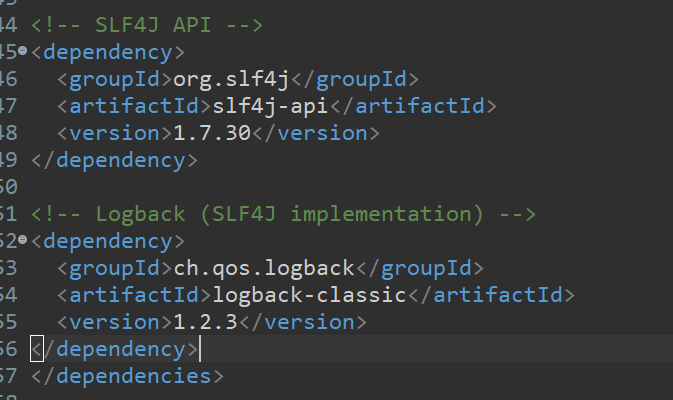 44 <!-- SLF4J API -->
45 <dependency>
46 <groupId>org.slf4j</groupId>
47 <artifactId>slf4j-api</artifactId>
48 <version>1.7.30</version>
49 </dependency>
50
51 <!-- Logback (SLF4J implementation) -->
52 <dependency>
53 <groupId>ch.qos.logback</groupId>
54 <artifactId>logback-classic</artifactId>
55 <version>1.2.3</version>
56 </dependency>
57 </dependencies>